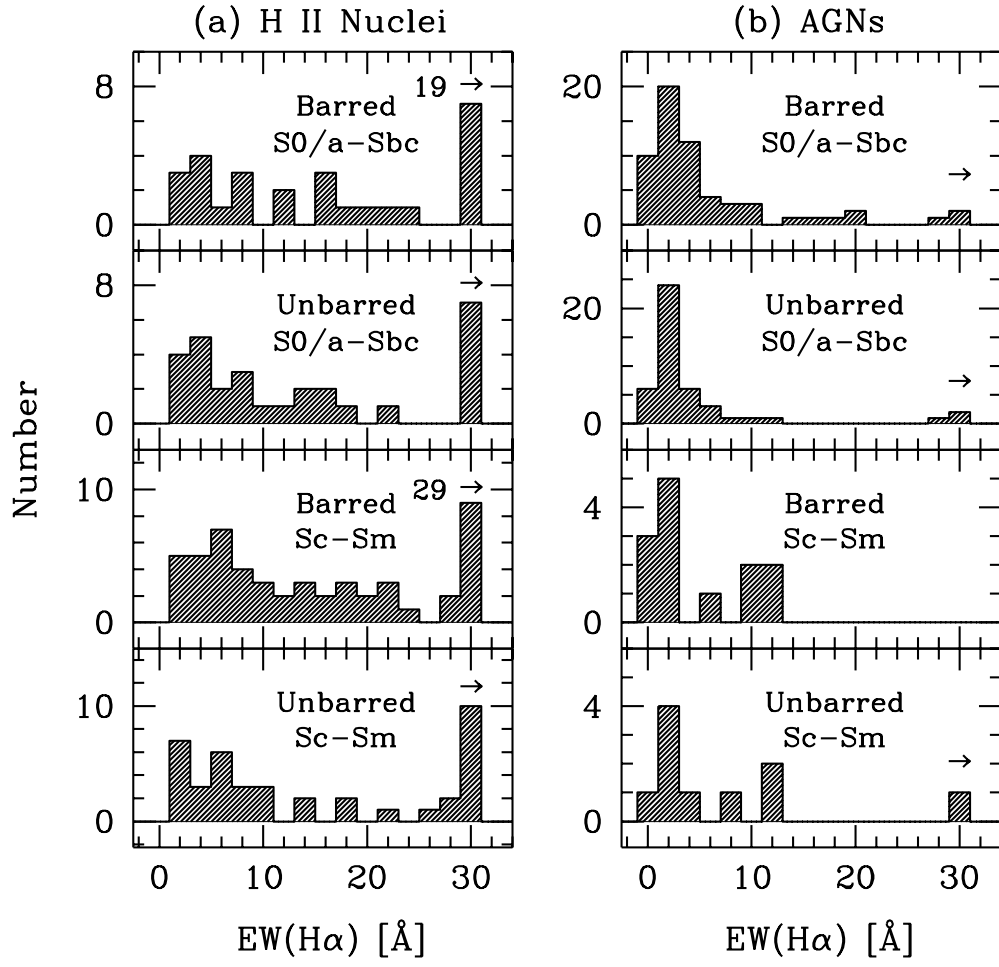 (a) H II Nuclei
(b) AGNs
Number
8
0
19 →
Barred
S0/a-Sbc
8
0
→
Unbarred
S0/a-Sbc
10
0
29 →
Barred
Sc-Sm
10
0
→
Unbarred
Sc-Sm
0 10 20 30
EW(Hα) [Å]
20
10
0
Barred
S0/a-Sbc
→
20
0
Unbarred
S0/a-Sbc
→
4
0
Barred
Sc-Sm
4
0
Unbarred
Sc-Sm
→
0 10 20 30
EW(Hα) [Å]